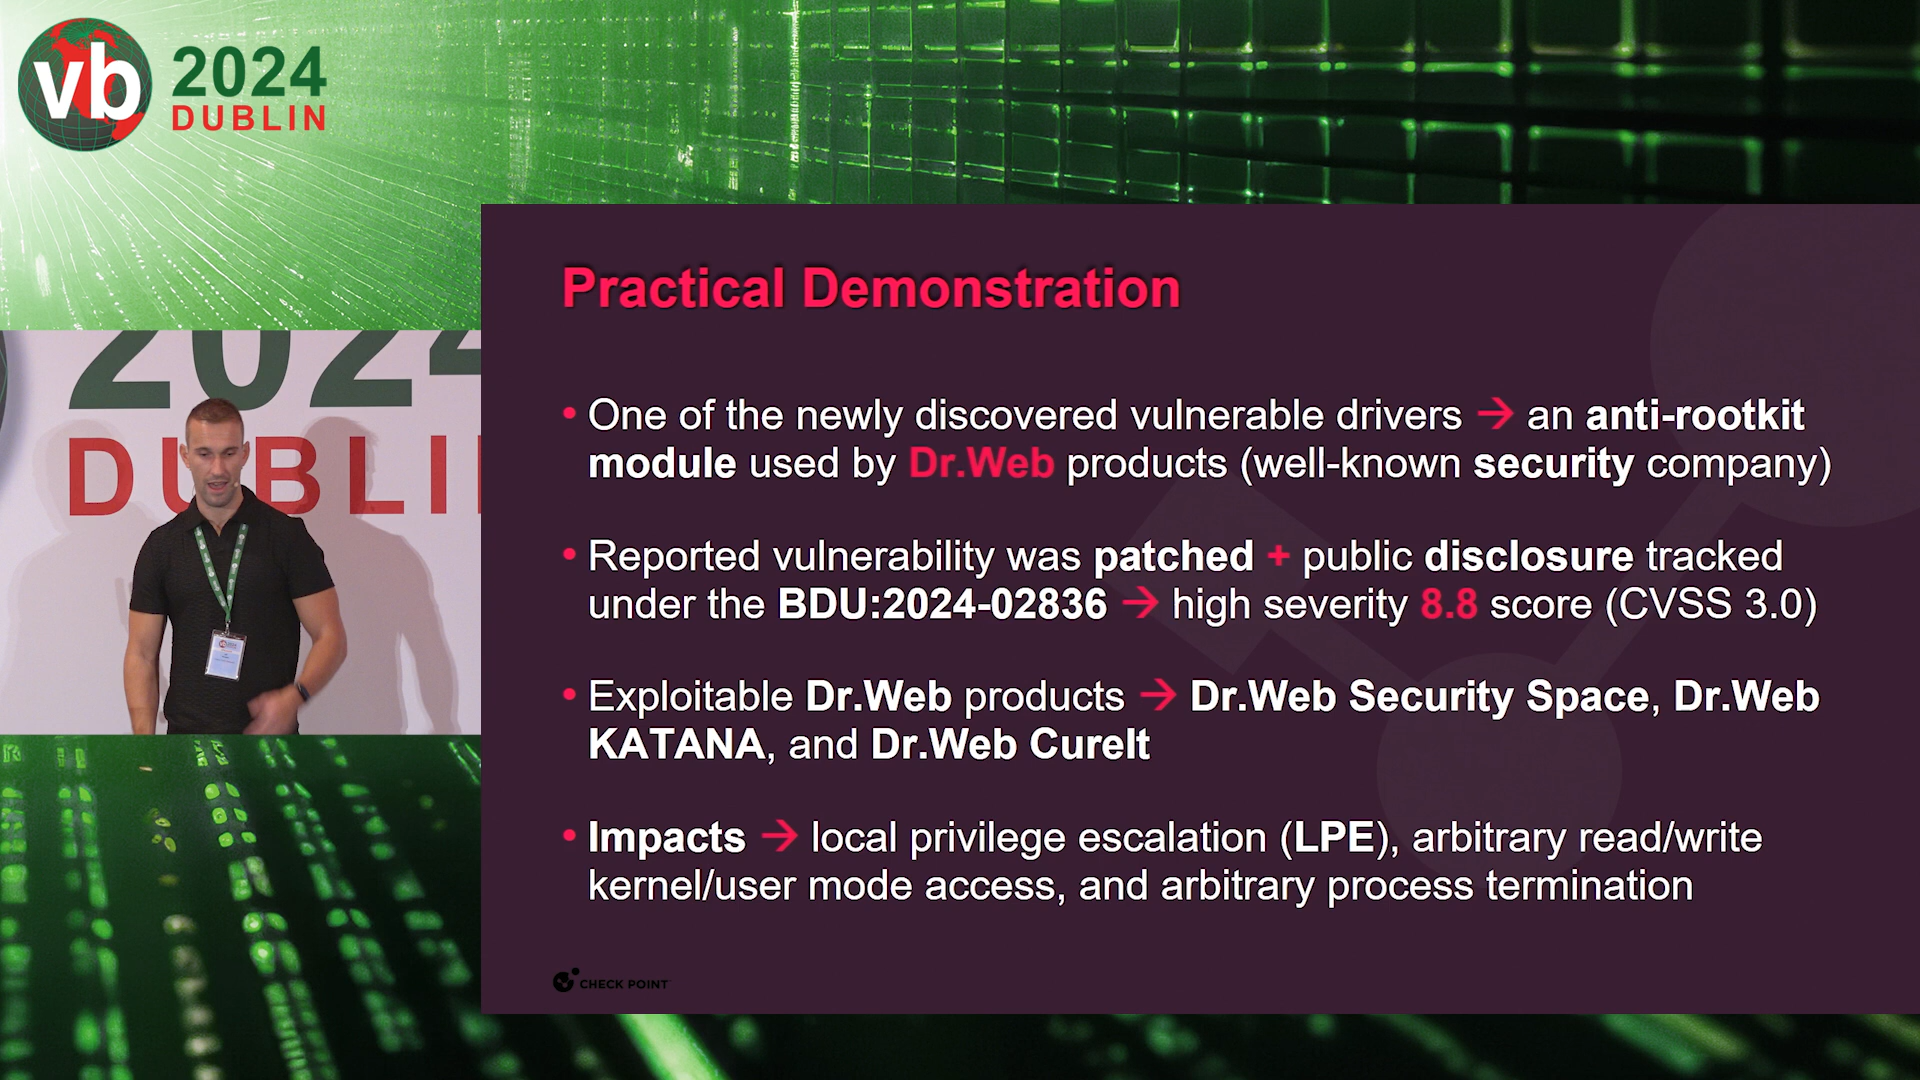 vb
2024
DUBLIN
2024
DUBLI
Practical Demonstration
• One of the newly discovered vulnerable drivers → an anti-rootkit
module used by Dr.Web products (well-known security company)
• Reported vulnerability was patched + public disclosure tracked
under the BDU:2024-02836 → high severity 8.8 score (CVSS 3.0)
• Exploitable Dr.Web products → Dr.Web Security Space, Dr.Web
KATANA, and Dr.Web CureIt
• Impacts → local privilege escalation (LPE), arbitrary read/write
kernel/user mode access, and arbitrary process termination
CHECK POINT